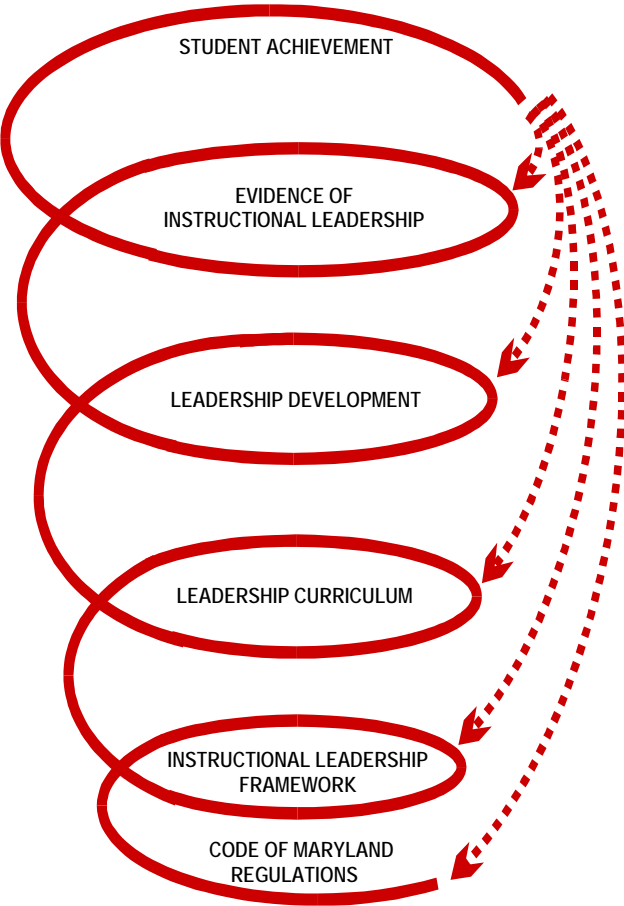 STUDENT ACHIEVEMENT
EVIDENCE OF
INSTRUCTIONAL LEADERSHIP
LEADERSHIP DEVELOPMENT
LEADERSHIP CURRICULUM
INSTRUCTIONAL LEADERSHIP
FRAMEWORK
CODE OF MARYLAND
REGULATIONS